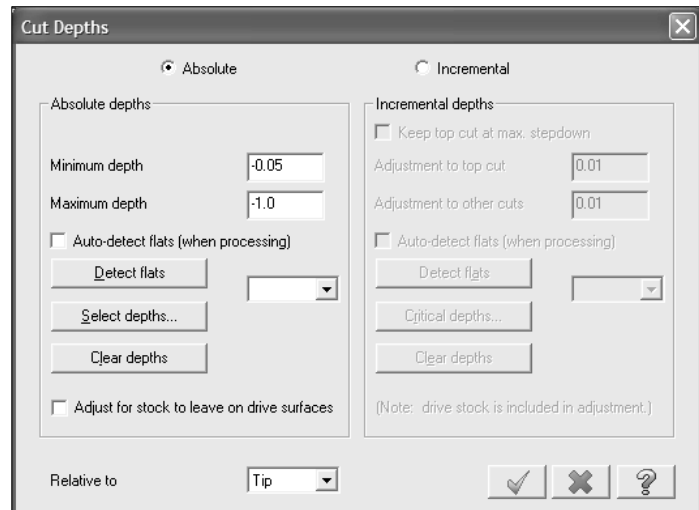 Cut Depths
Absolute
Incremental
Absolute depths
Minimum depth -0.05
Maximum depth -1.0
Auto-detect flats (when processing)
Detect flats
Select depths...
Clear depths
Adjust for stock to leave on drive surfaces
Incremental depths
Keep top cut at max. stepdown
Adjustment to top cut 0.01
Adjustment to other cuts 0.01
Auto-detect flats (when processing)
Detect flats
Critical depths...
Clear depths
(Note: drive stock is included in adjustment.)
Relative to Tip